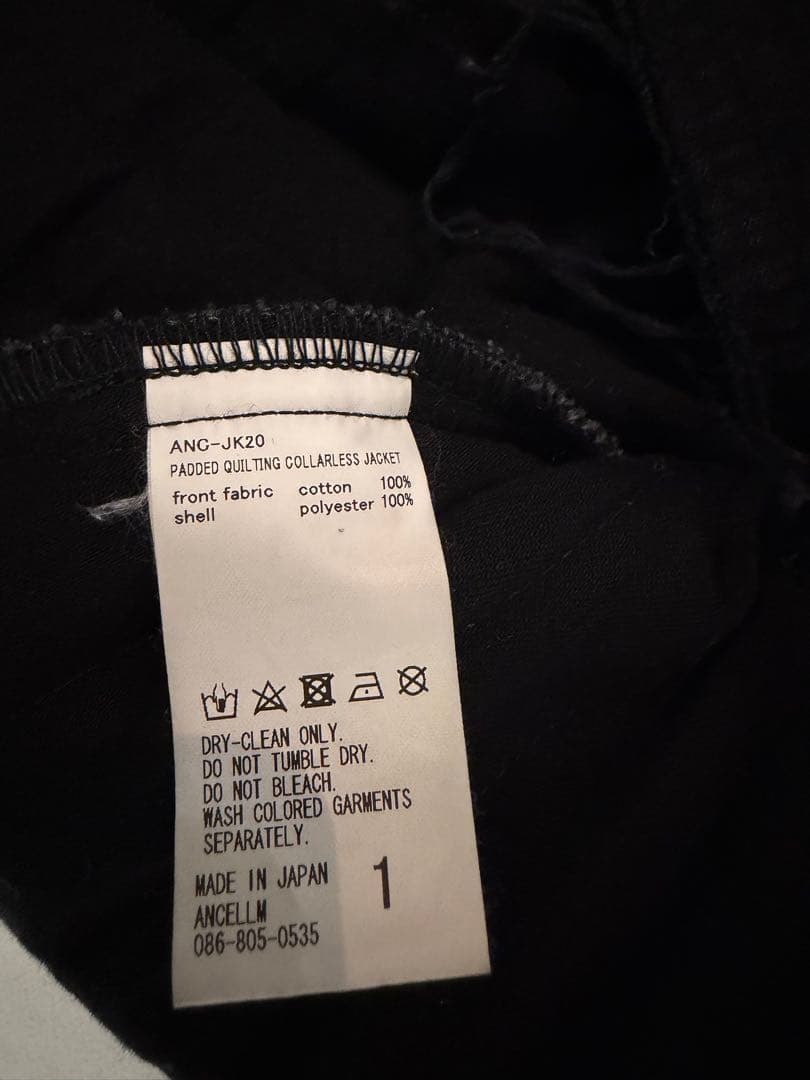 ANC-JK20
PADDED QUILTING COLLARLESS JACKET
front fabric cotton 100%
shell polyester 100%
DRY-CLEAN ONLY.
DO NOT TUMBLE DRY.
DO NOT BLEACH.
WASH COLORED GARMENTS
SEPARATELY.
MADE IN JAPAN 1
ANCELLM
086-805-0535